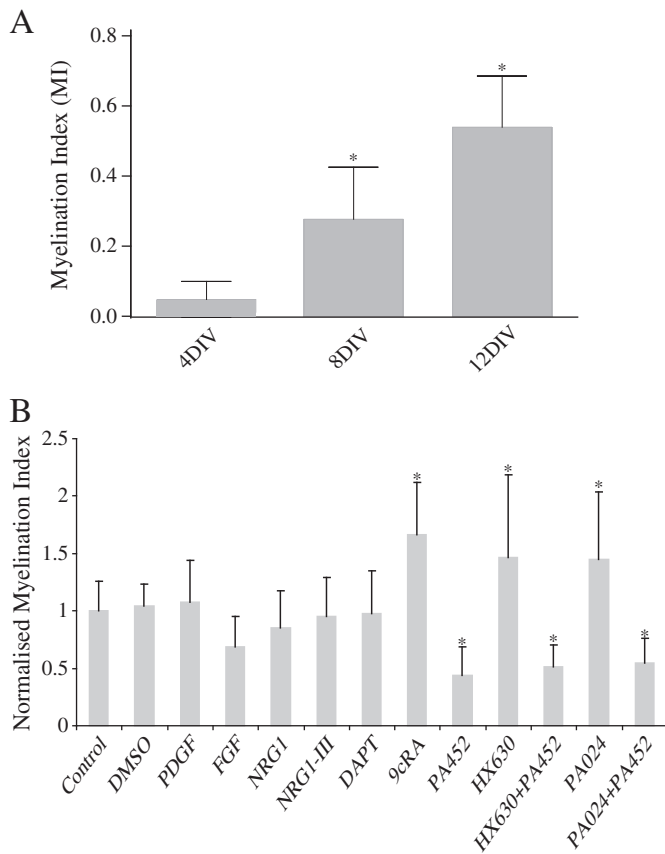 A
Myelination Index (MI)
0.8
0.6
0.4
0.2
0.0
*
*
4DIV
8DIV
12DIV
B
Normalised Myelination Index
2.5
2
1.5
1
0.5
0
*
*
*
*
*
*
Control
DMSO
PDGF
FGF
NRG1
NRG1-III
DAPT
9cRA
PA452
HX630
HX630+PA452
PA024
PA024+PA452